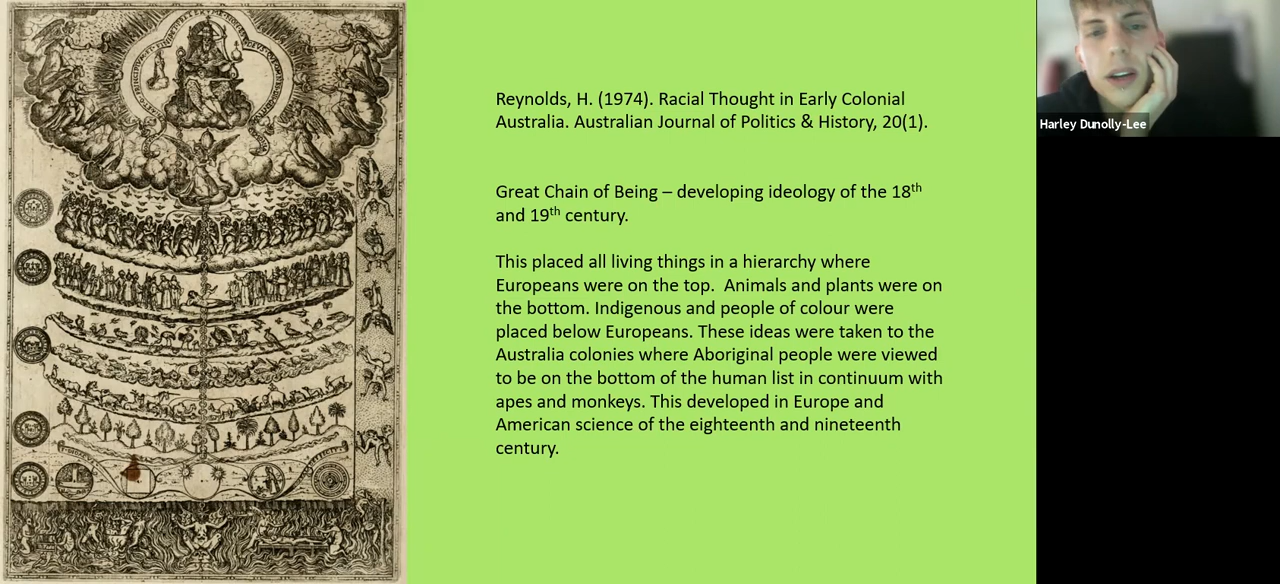 Reynolds, H. (1974). Racial Thought in Early Colonial
Australia. Australian Journal of Politics & History, 20(1).
Great Chain of Being – developing ideology of the 18th
and 19th century.
This placed all living things in a hierarchy where
Europeans were on the top.  Animals and plants were on
the bottom. Indigenous and people of colour were
placed below Europeans. These ideas were taken to the
Australia colonies where Aboriginal people were viewed
to be on the bottom of the human list in continuum with
apes and monkeys. This developed in Europe and
American science of the eighteenth and nineteenth
century.
Harley Dunolly-Lee